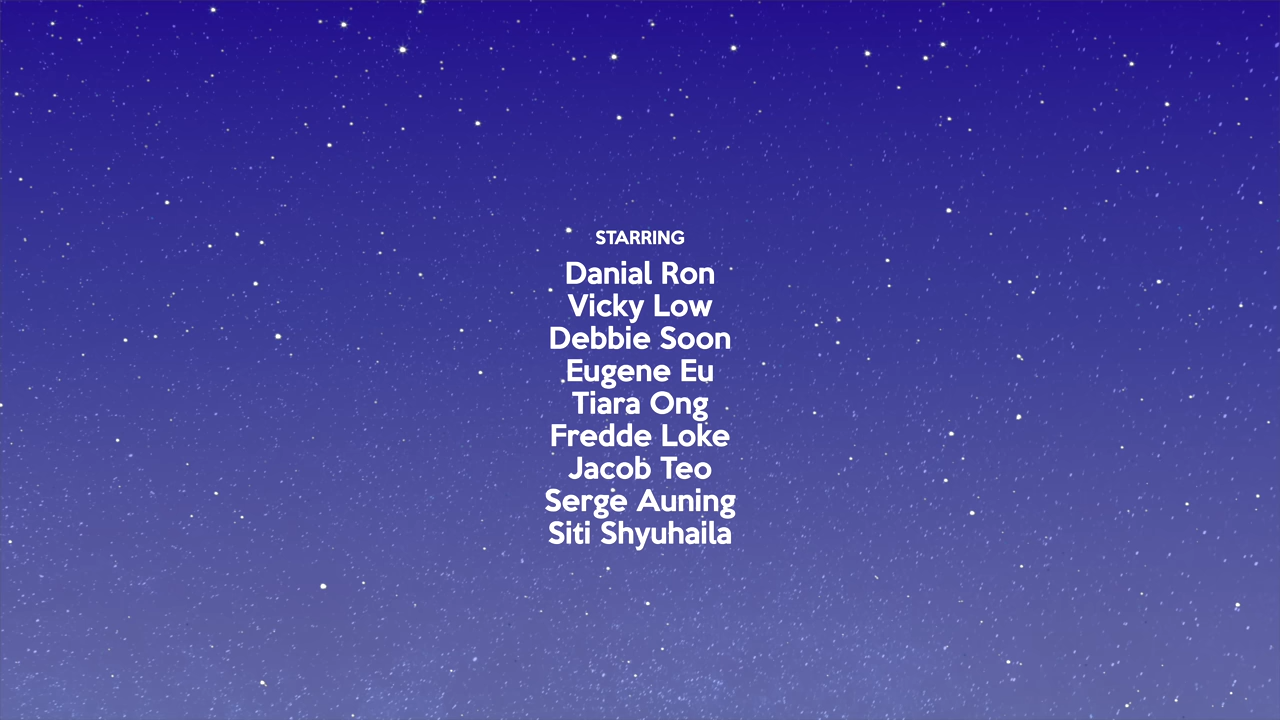 STARRING
Danial Ron
Vicky Low
Debbie Soon
Eugene Eu
Tiara Ong
Fredde Loke
Jacob Teo
Serge Auning
Siti Shyuhaila